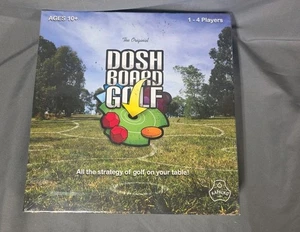 AGES 10+
1 - 4 Players
The Original
DOSH
BOARD
GOLF
All the strategy of golf on your table!